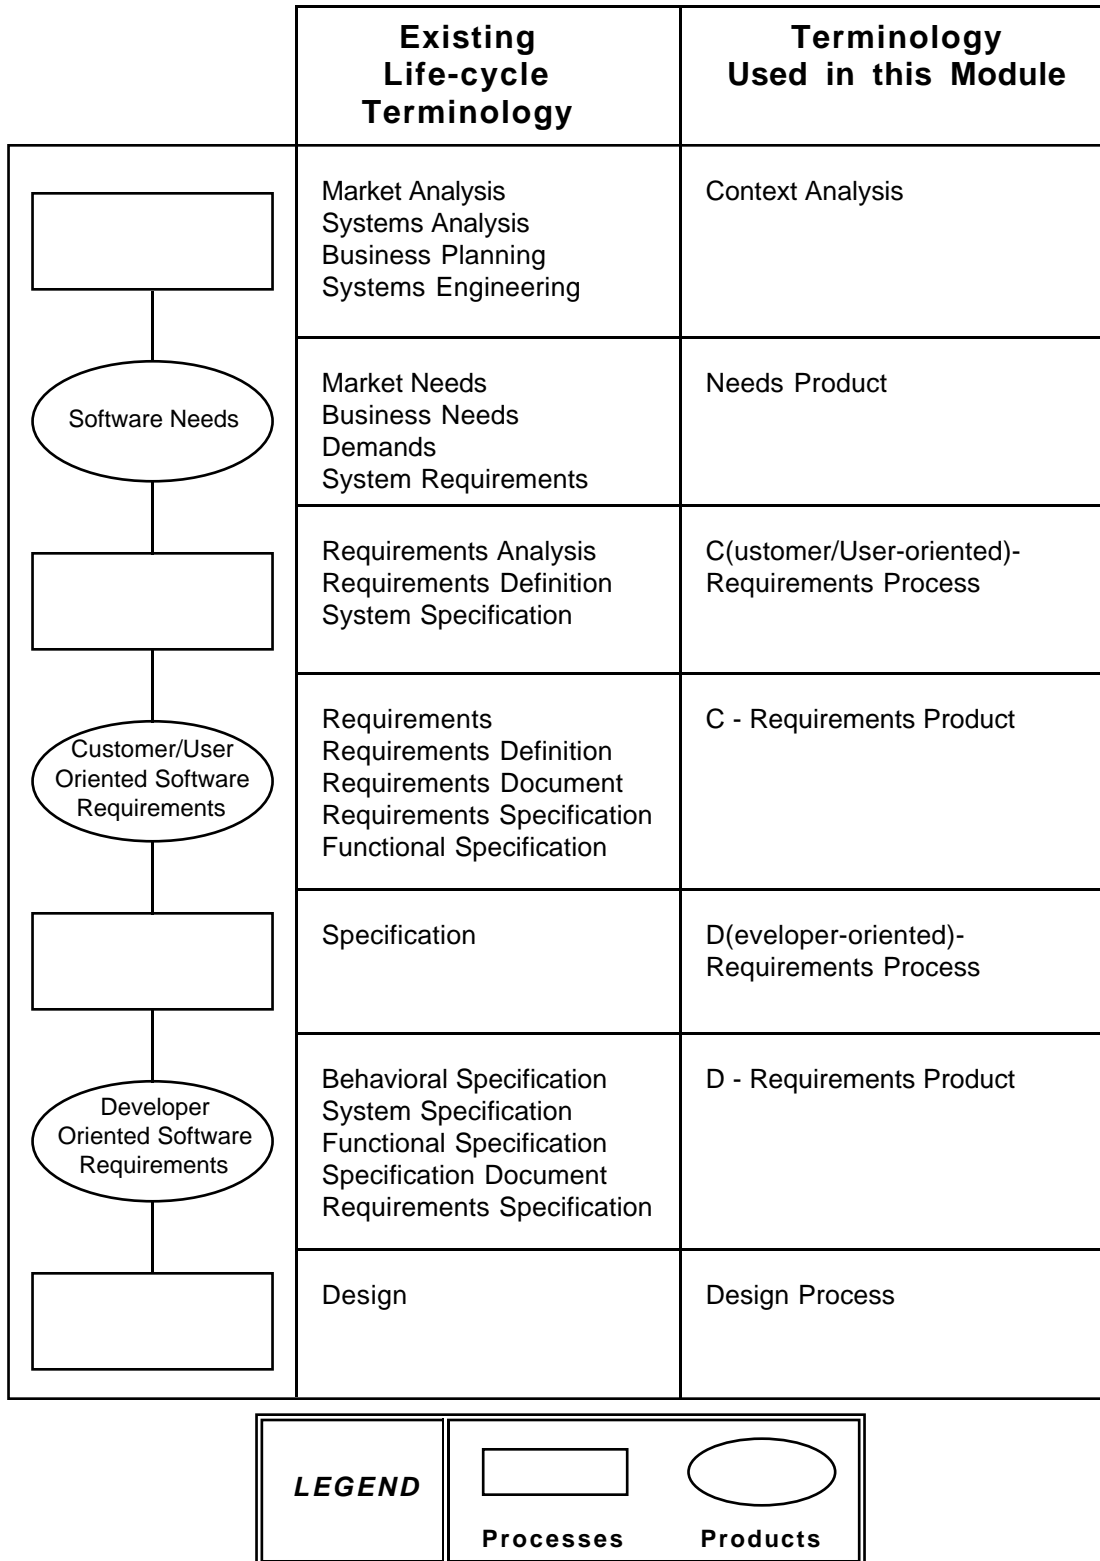 Existing
Life-cycle
Terminology
Terminology
Used in this Module
Market Analysis
Systems Analysis
Business Planning
Systems Engineering
Context Analysis
Software Needs
Market Needs
Business Needs
Demands
System Requirements
Needs Product
Requirements Analysis
Requirements Definition
System Specification
C(ustomer/User-oriented)-
Requirements Process
Customer/User
Oriented Software
Requirements
Requirements
Requirements Definition
Requirements Document
Requirements Specification
Functional Specification
C - Requirements Product
Specification
D(eveloper-oriented)-
Requirements Process
Developer
Oriented Software
Requirements
Behavioral Specification
System Specification
Functional Specification
Specification Document
Requirements Specification
D - Requirements Product
Design
Design Process
LEGEND
Processes
Products